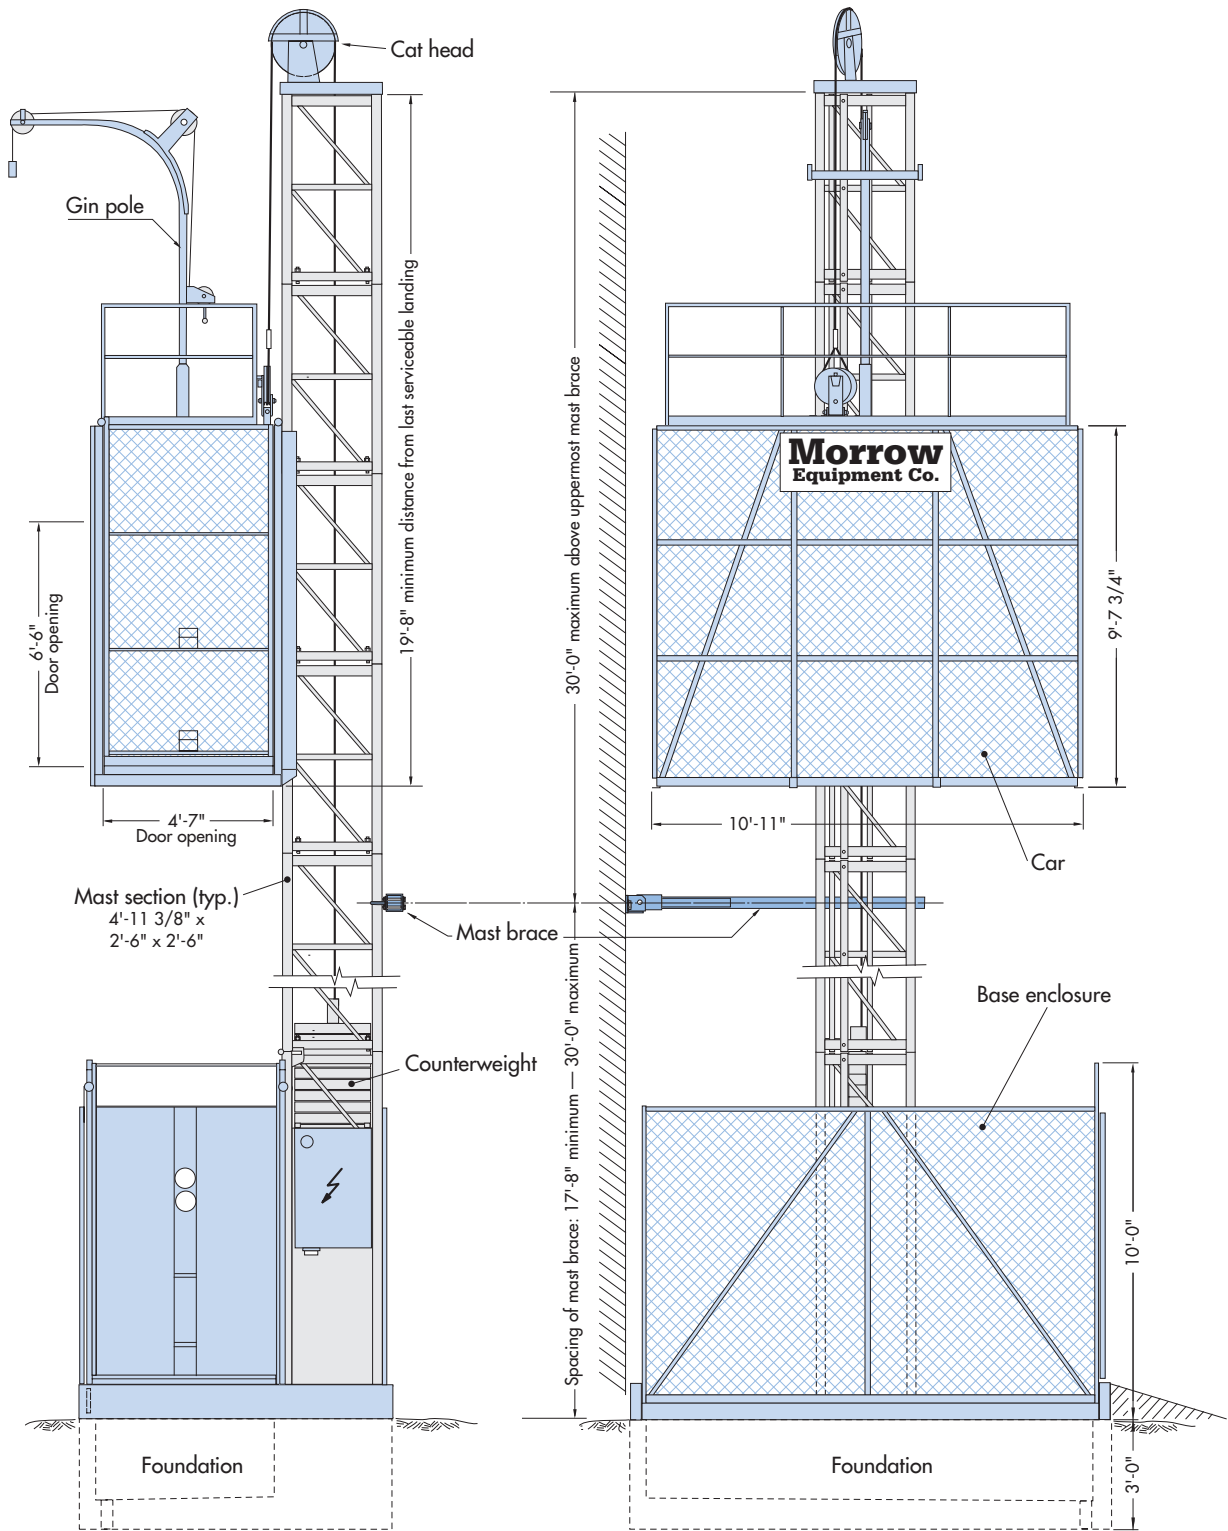 Cat head
Gin pole
19'-8" minimum distance from last serviceable landing
30'-0" maximum above uppermost mast brace
Morrow
Equipment Co.
6'-6"
Door opening
9'-7 3/4"
4'-7"
Door opening
10'-11"
Car
Mast section (typ.)
4'-11 3/8" x
2'-6" x 2'-6"
Mast brace
Base enclosure
Counterweight
Spacing of mast brace: 17'-8" minimum — 30'-0" maximum
10'-0"
Foundation
Foundation
3'-0"